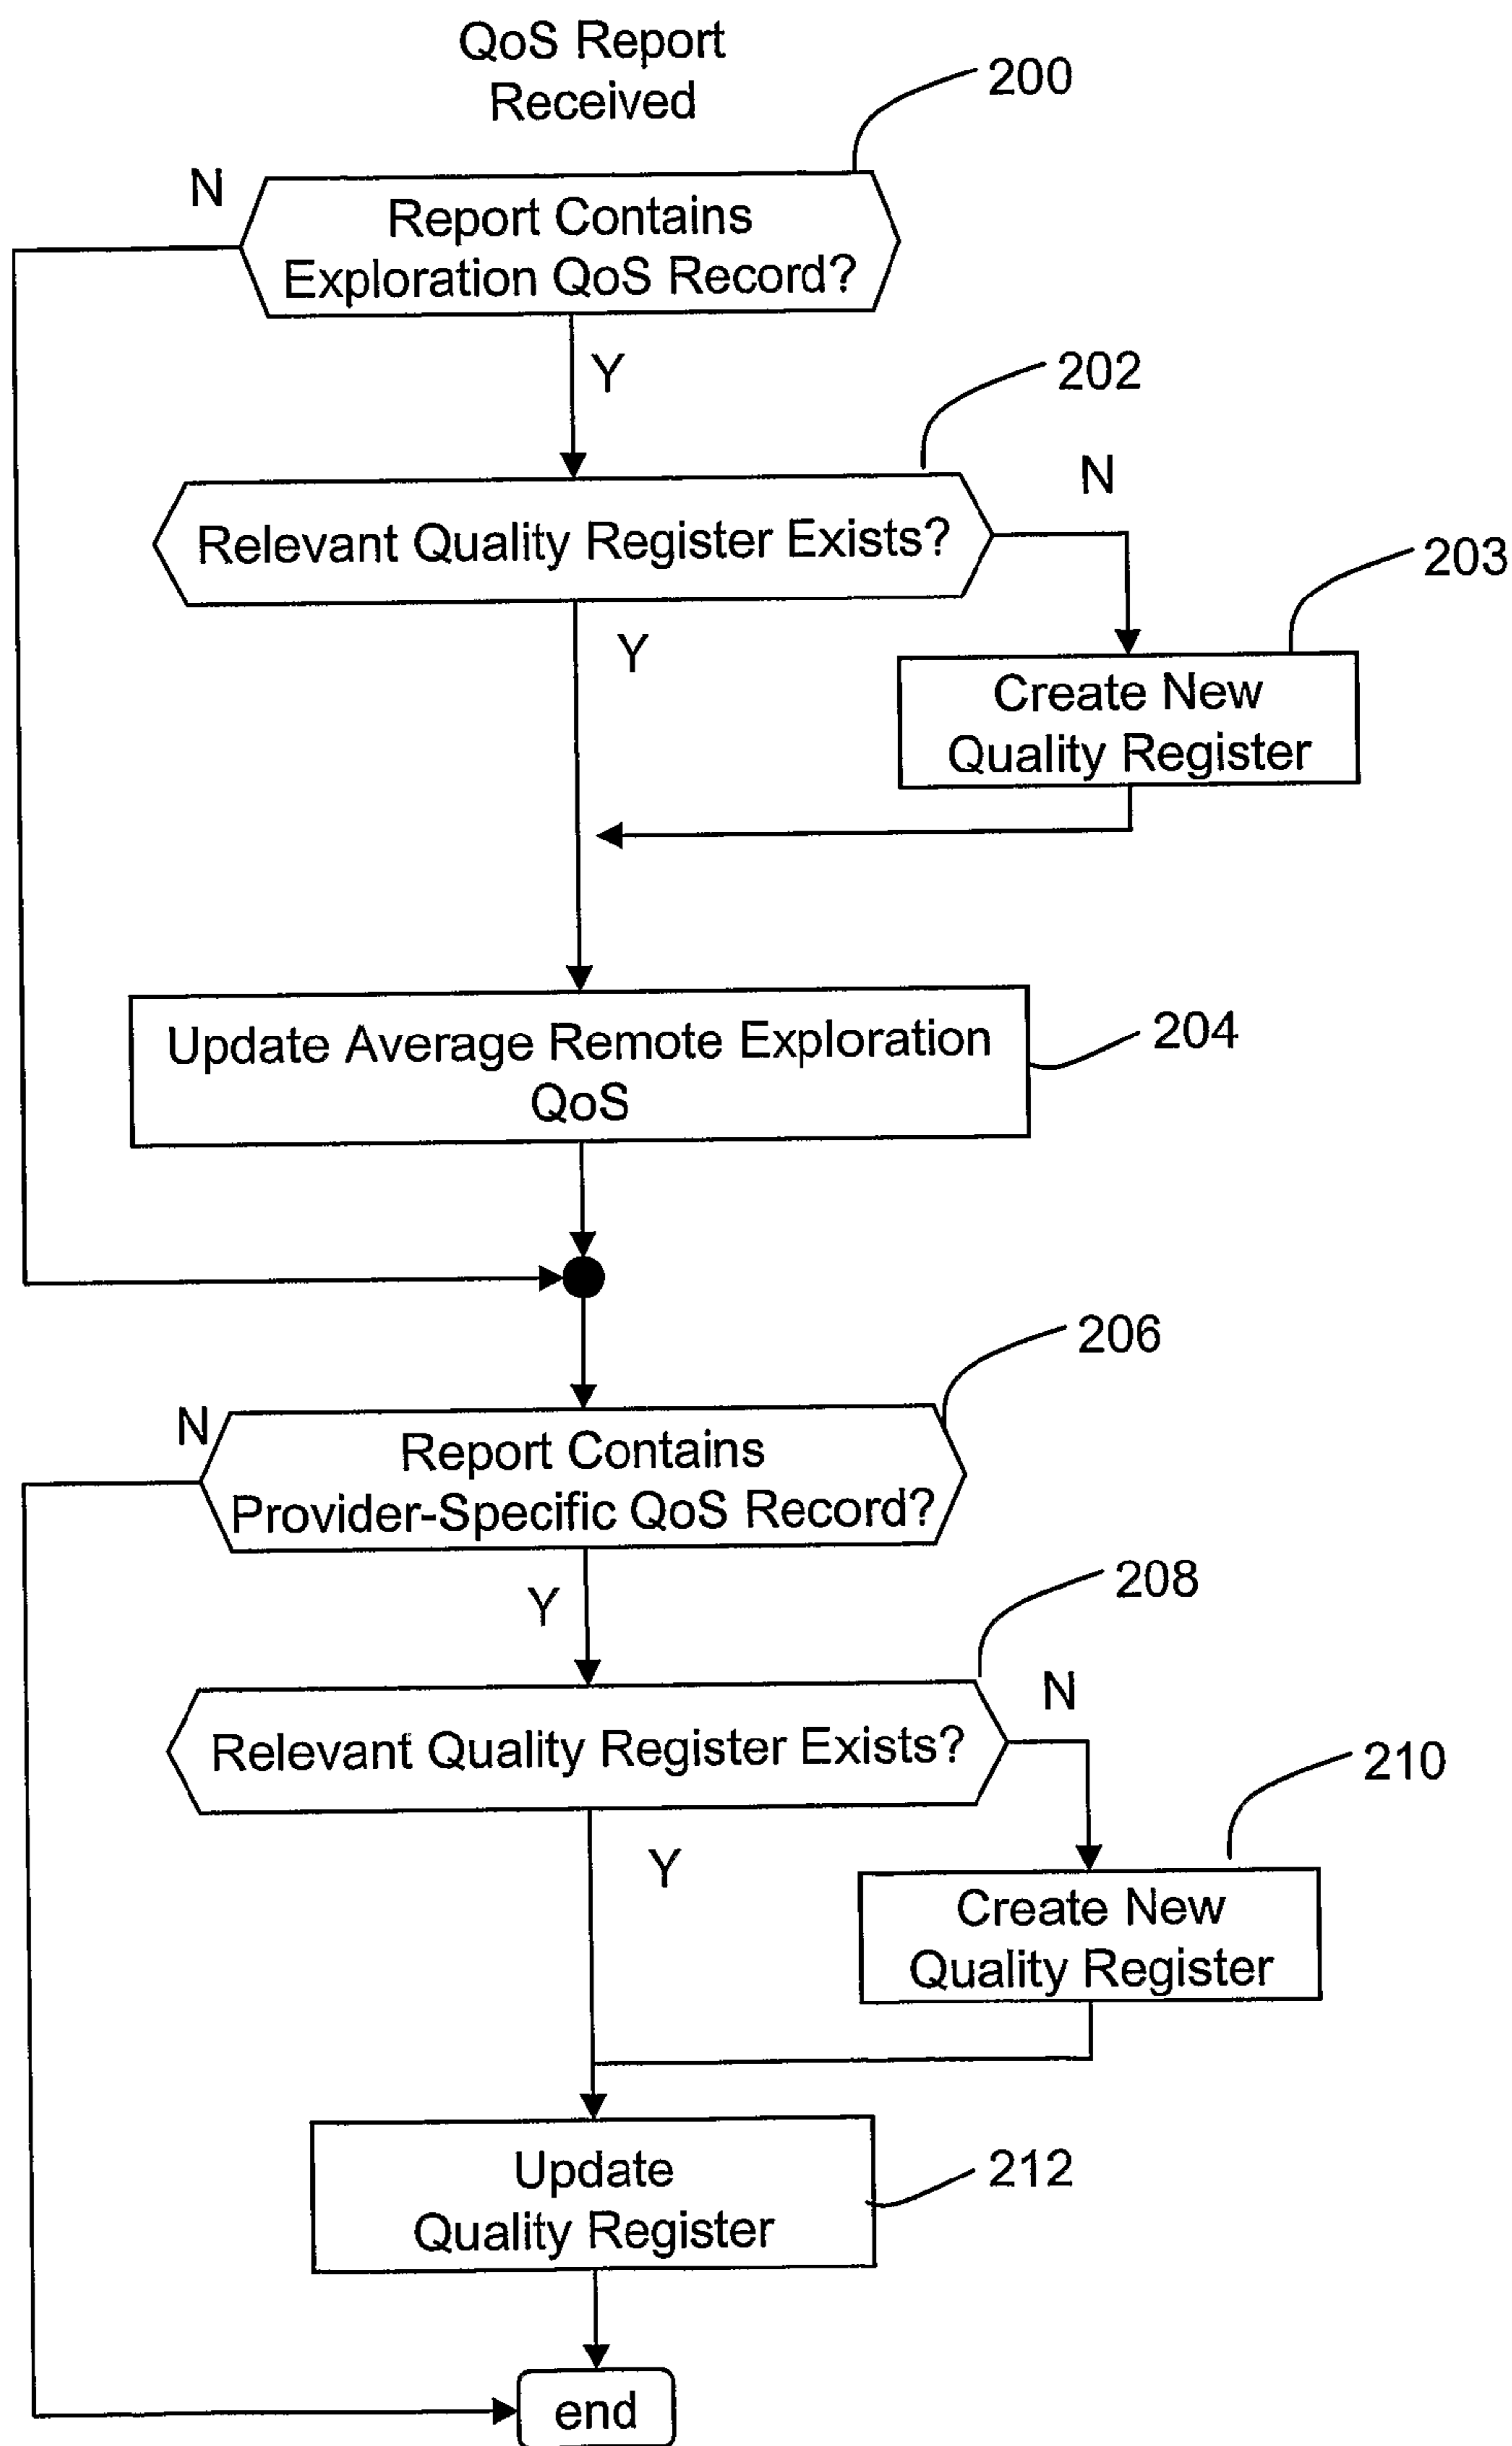 QoS Report
Received
200
N
Report Contains
Exploration QoS Record?
Y
202
N
Relevant Quality Register Exists?
203
Y
Create New
Quality Register
Update Average Remote Exploration
QoS
204
206
N
Report Contains
Provider-Specific QoS Record?
208
Y
N
Relevant Quality Register Exists?
210
Y
Create New
Quality Register
Update
Quality Register
212
end